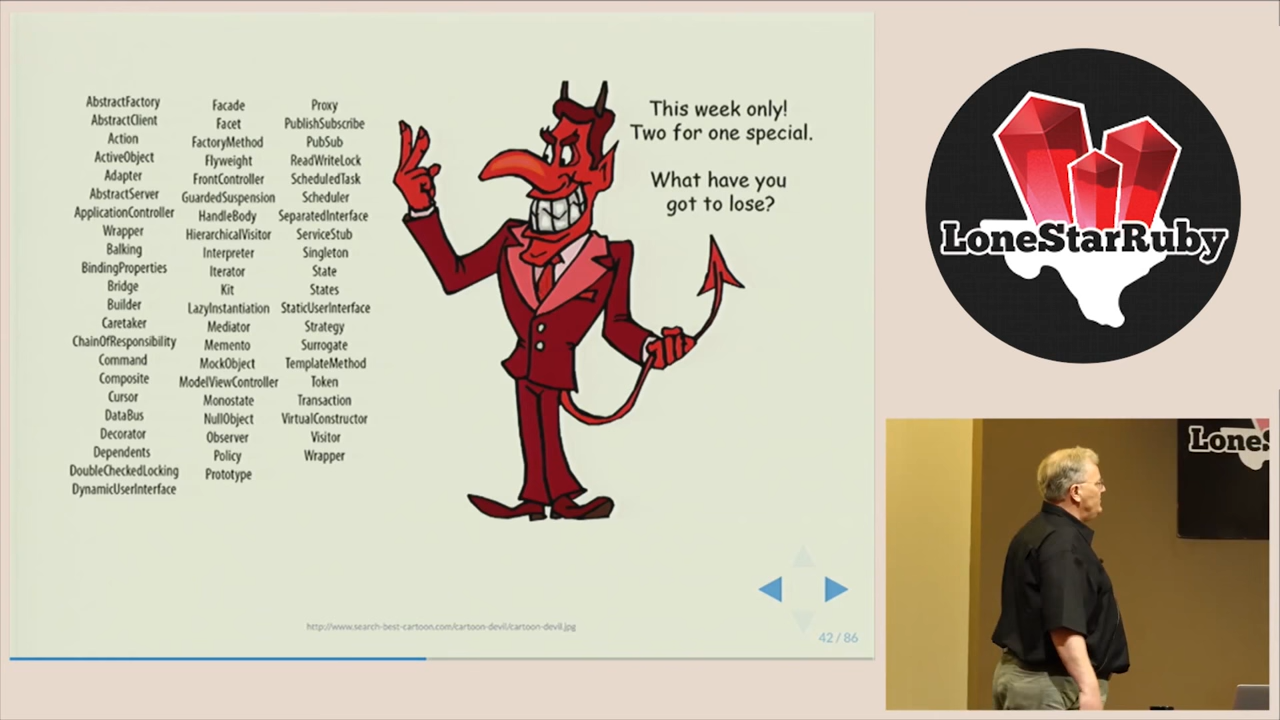 AbstractFactory
AbstractClient
Action
ActiveObject
Adapter
AbstractServer
ApplicationController
Wrapper
Balking
BindingProperties
Bridge
Builder
Caretaker
ChainOfResponsibility
Command
Composite
Cursor
DataBus
Decorator
Dependents
DoubleCheckedLocking
DynamicUserInterface
Facade
Facet
FactoryMethod
Flyweight
FrontController
GuardedSuspension
HandleBody
HierarchicalVisitor
Interpreter
Iterator
Kit
LazyInstantiation
Mediator
Memento
MockObject
ModelViewController
Monostate
NullObject
Observer
Policy
Prototype
Proxy
PublishSubscribe
PubSub
ReadWriteLock
ScheduledTask
Scheduler
SeparatedInterface
ServiceStub
Singleton
State
States
StaticUserInterface
Strategy
Surrogate
TemplateMethod
Token
Transaction
VirtualConstructor
Visitor
Wrapper
This week only!
Two for one special.
What have you
got to lose?
http://www.search-best-cartoon.com/cartoon-devil/cartoon-devil.jpg
42 / 86
LoneStarRuby
LoneS